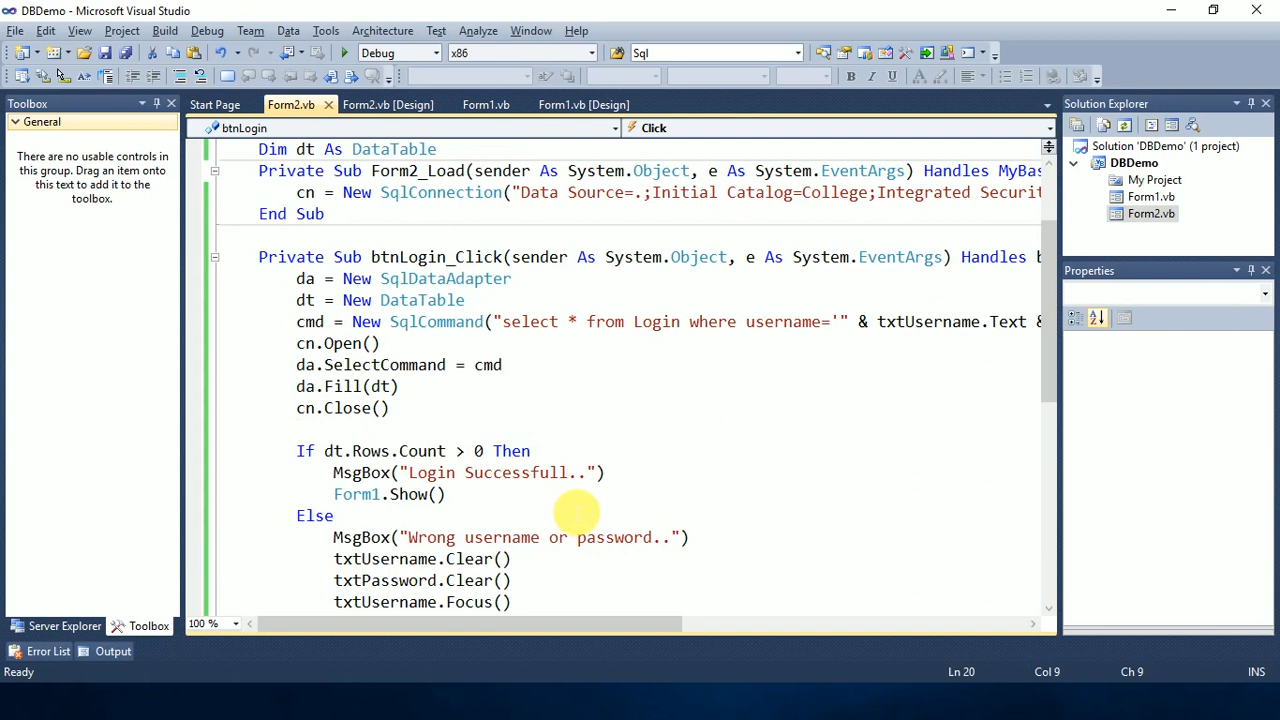 DBDemo - Microsoft Visual Studio
File Edit View Project Build Debug Team Data Tools Architecture Test Analyze Window Help
Debug x86 Sql
Toolbox
General
There are no usable controls in
this group. Drag an item onto
this text to add it to the
toolbox.
Server Explorer Toolbox
Start Page Form2.vb Form2.vb [Design] Form1.vb Form1.vb [Design]
btnLogin Click
Dim dt As DataTable
Private Sub Form2_Load(sender As System.Object, e As System.EventArgs) Handles MyBas
cn = New SqlConnection("Data Source=.;Initial Catalog=College;Integrated Securit
End Sub
Private Sub btnLogin_Click(sender As System.Object, e As System.EventArgs) Handles b
da = New SqlDataAdapter
dt = New DataTable
cmd = New SqlCommand("select * from Login where username='" & txtUsername.Text &
cn.Open()
da.SelectCommand = cmd
da.Fill(dt)
cn.Close()
If dt.Rows.Count > 0 Then
MsgBox("Login Successfull..")
Form1.Show()
Else
MsgBox("Wrong username or password..")
txtUsername.Clear()
txtPassword.Clear()
txtUsername.Focus()
100 %
Solution Explorer
Solution 'DBDemo' (1 project)
DBDemo
My Project
Form1.vb
Form2.vb
Properties
Error List Output
Ready Ln 20 Col 9 Ch 9 INS